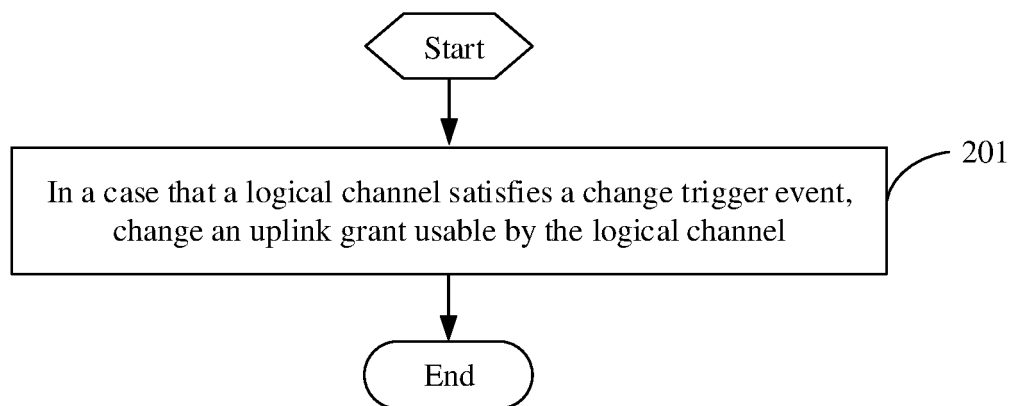 Start
201
In a case that a logical channel satisfies a change trigger event,
change an uplink grant usable by the logical channel
End